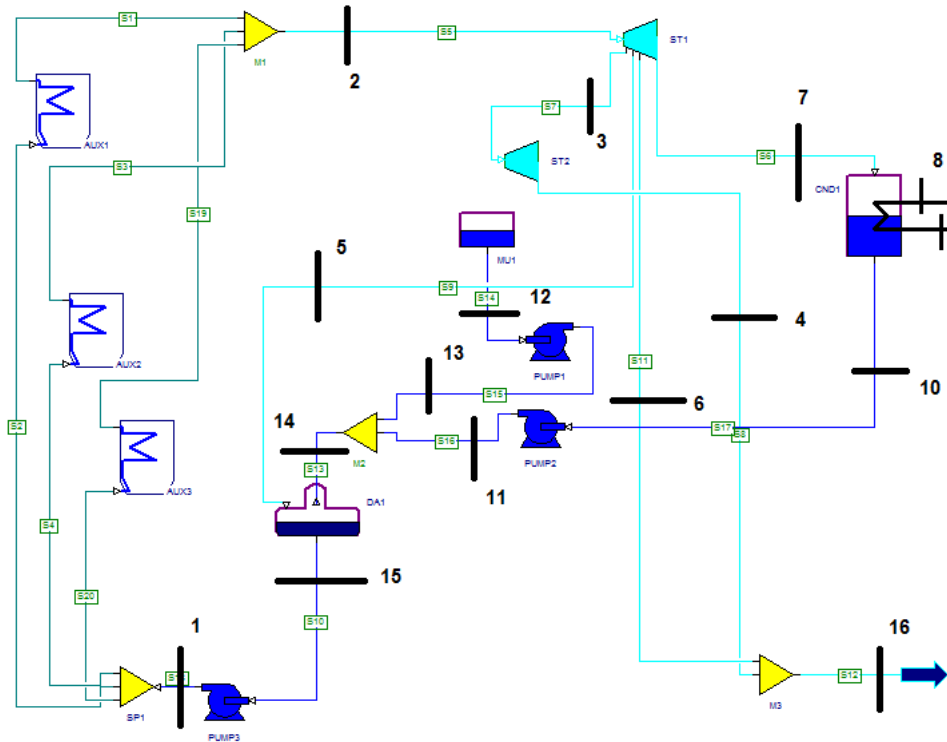 S1
M1
2
S5
ST1
AUX1
S7
3
7
S3
ST2
S6
CND1
8
S19
MU1
5
S9
S14
12
4
AUX2
13
PUMP1
S11
10
S15
6
S2
14
M2
S16
PUMP2
S17
S13
11
AUX3
DA1
S4
15
S20
S10
1
16
SP1
PUMP3
M3
S12